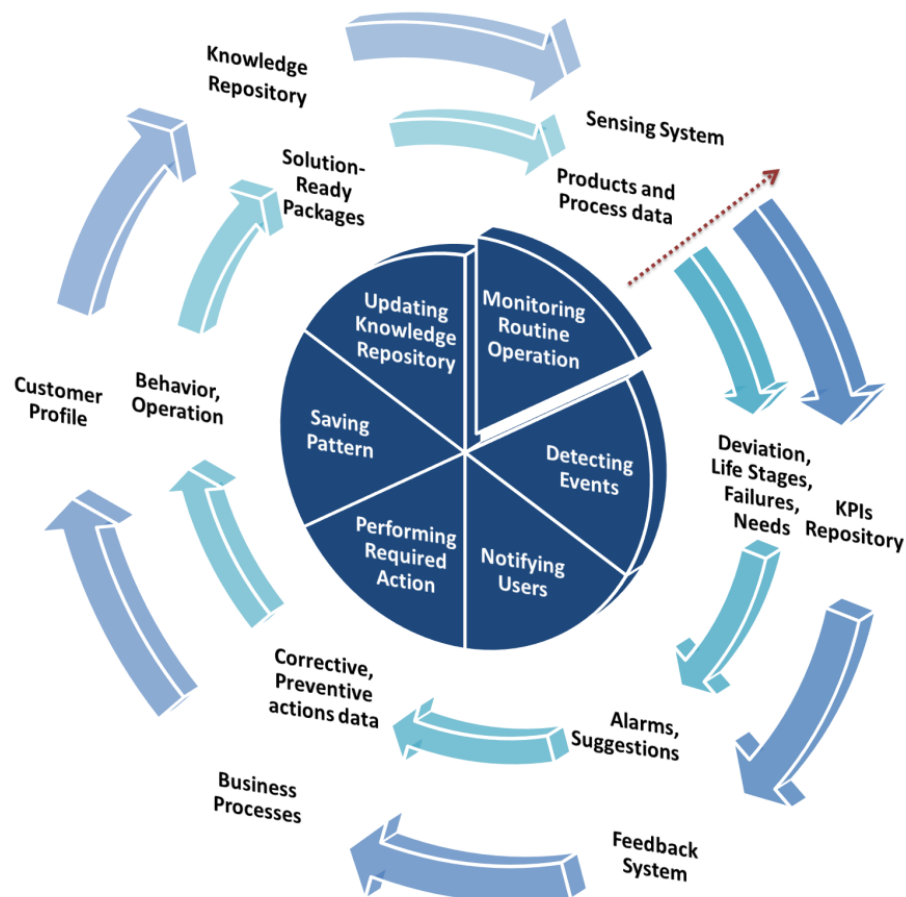 Knowledge
Repository
Sensing System
Solution-
Ready
Packages
Products and
Process data
Updating
Knowledge
Repository
Monitoring
Routine
Operation
Customer
Profile
Behavior,
Operation
Saving
Pattern
Detecting
Events
Deviation,
Life Stages,
Failures,
Needs
KPIs
Repository
Performing
Required
Action
Notifying
Users
Corrective,
Preventive
actions data
Alarms,
Suggestions
Business
Processes
Feedback
System